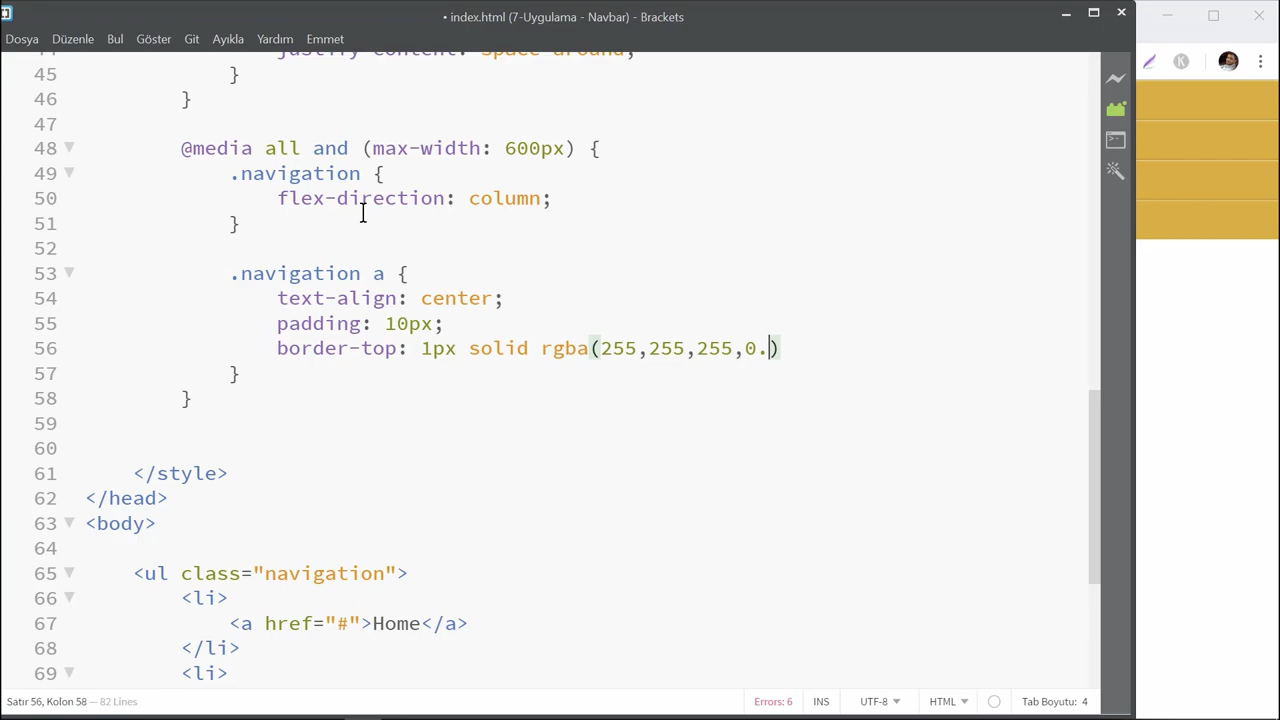 • index.html (7-Uygulama - Navbar) - Brackets
Dosya Düzenle Bul Göster Git Ayıkla Yardım Emmet
44 justify-content: space-around;
45 }
46 }
47
48 @media all and (max-width: 600px) {
49 .navigation {
50 flex-direction: column;
51 }
52
53 .navigation a {
54 text-align: center;
55 padding: 10px;
56 border-top: 1px solid rgba(255,255,255,0.)
57 }
58 }
59
60
61 </style>
62 </head>
63 <body>
64
65 <ul class="navigation">
66 <li>
67 <a href="#">Home</a>
68 </li>
69 <li>
Satır 56, Kolon 58 — 82 Lines Errors: 6 INS UTF-8 HTML Tab Boyutu: 4
K